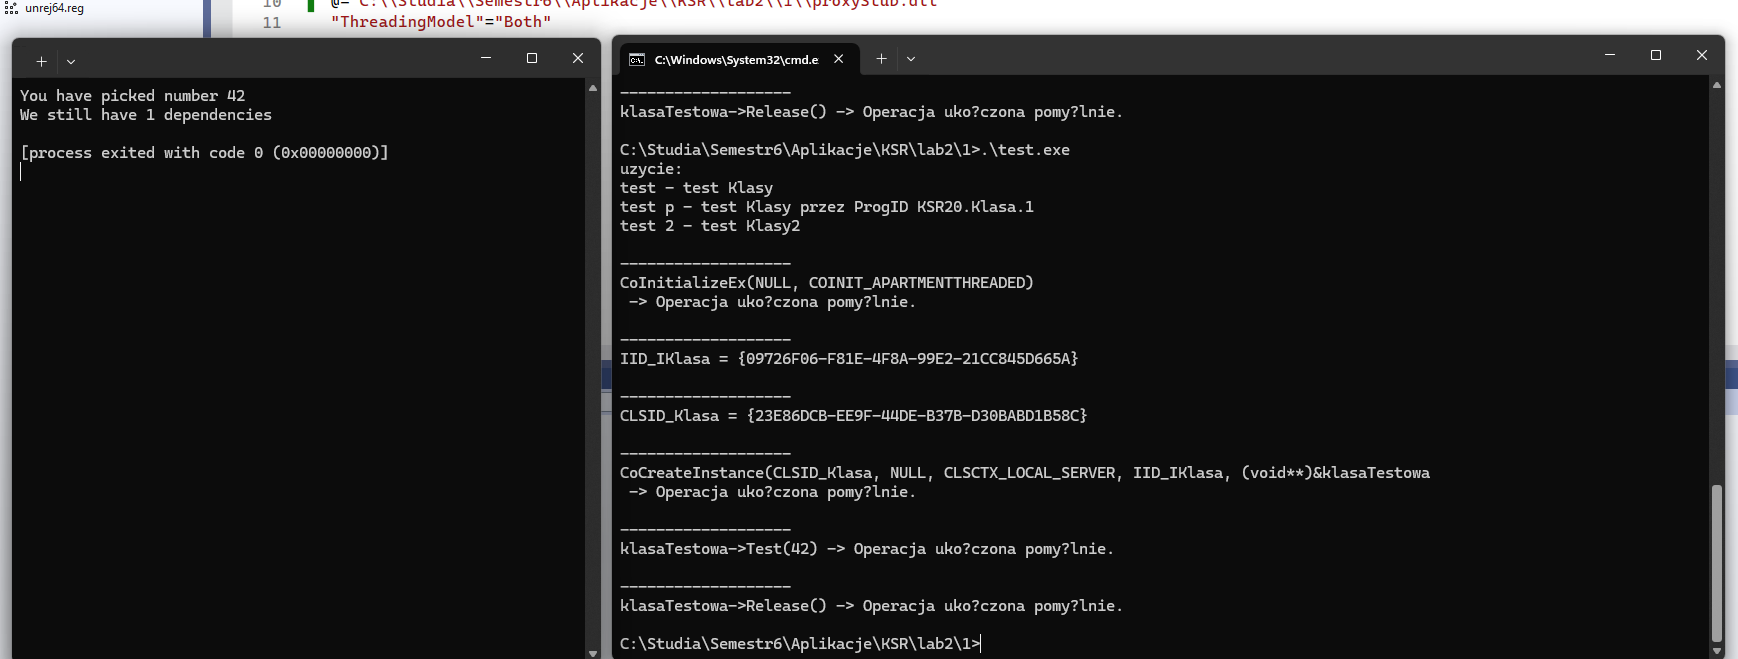 unrej64.reg
10 @="C:\\Studia\\Semestr6\\Aplikacje\\KSR\\lab2\\1\\proxyStub.dll"
11 "ThreadingModel"="Both"
You have picked number 42
We still have 1 dependencies
[process exited with code 0 (0x00000000)]
C:\Windows\System32\cmd.e
-------------------
klasaTestowa->Release() -> Operacja uko?czona pomy?lnie.
C:\Studia\Semestr6\Aplikacje\KSR\lab2\1>.\test.exe
uzycie:
test - test Klasy
test p - test Klasy przez ProgID KSR20.Klasa.1
test 2 - test Klasy2
-------------------
CoInitializeEx(NULL, COINIT_APARTMENTTHREADED)
-> Operacja uko?czona pomy?lnie.
-------------------
IID_IKlasa = {09726F06-F81E-4F8A-99E2-21CC845D665A}
-------------------
CLSID_Klasa = {23E86DCB-EE9F-44DE-B37B-D30BABD1B58C}
-------------------
CoCreateInstance(CLSID_Klasa, NULL, CLSCTX_LOCAL_SERVER, IID_IKlasa, (void**)&klasaTestowa
-> Operacja uko?czona pomy?lnie.
-------------------
klasaTestowa->Test(42) -> Operacja uko?czona pomy?lnie.
-------------------
klasaTestowa->Release() -> Operacja uko?czona pomy?lnie.
C:\Studia\Semestr6\Aplikacje\KSR\lab2\1>